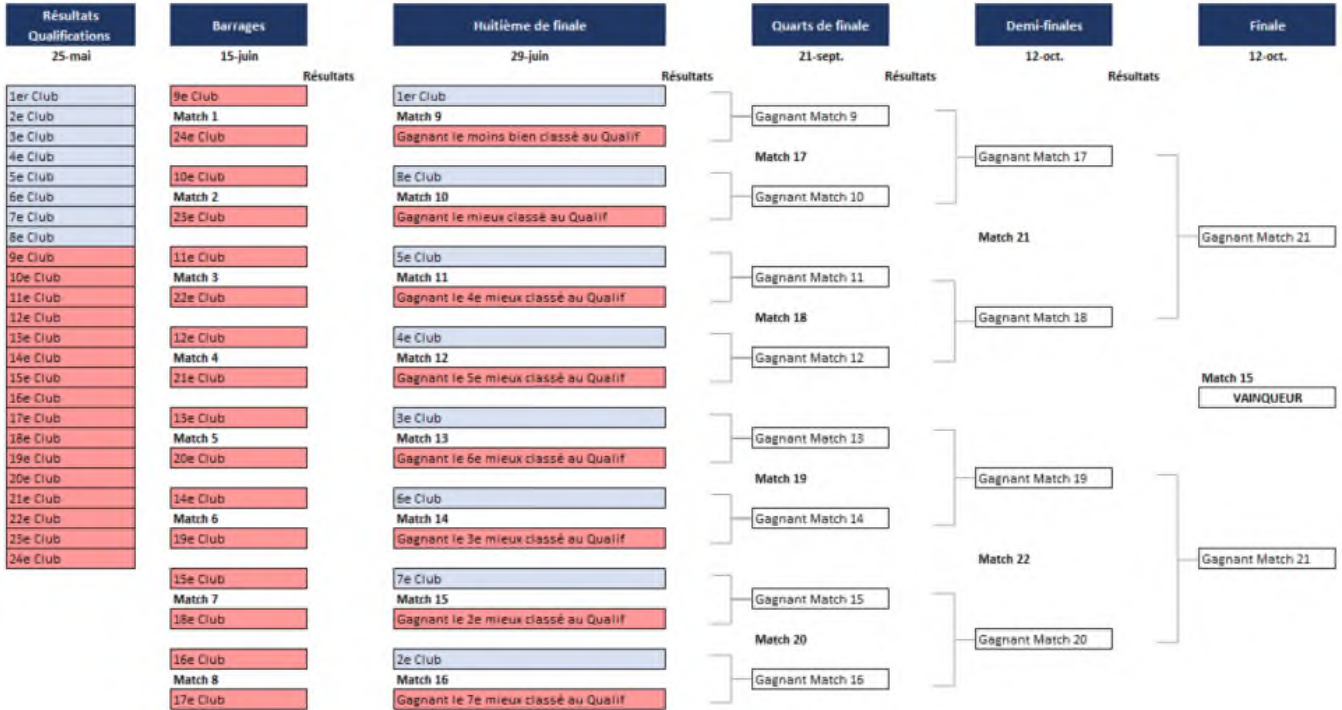 Résultats
Qualifications
25-mai
1er Club
2e Club
3e Club
4e Club
5e Club
6e Club
7e Club
8e Club
9e Club
10e Club
11e Club
12e Club
13e Club
14e Club
15e Club
16e Club
17e Club
18e Club
19e Club
20e Club
21e Club
22e Club
23e Club
24e Club
Barrages
15-juin
Résultats
9e Club
Match 1
24e Club
10e Club
Match 2
23e Club
11e Club
Match 3
22e Club
12e Club
Match 4
21e Club
13e Club
Match 5
20e Club
14e Club
Match 6
19e Club
15e Club
Match 7
18e Club
16e Club
Match 8
17e Club
Huitième de finale
29-juin
Résultats
1er Club
Match 9
Gagnant le moins bien classé au Qualif
8e Club
Match 10
Gagnant le mieux classé au Qualif
5e Club
Match 11
Gagnant le 4e mieux classé au Qualif
4e Club
Match 12
Gagnant le 5e mieux classé au Qualif
3e Club
Match 13
Gagnant le 6e mieux classé au Qualif
6e Club
Match 14
Gagnant le 3e mieux classé au Qualif
7e Club
Match 15
Gagnant le 2e mieux classé au Qualif
2e Club
Match 16
Gagnant le 7e mieux classé au Qualif
Quarts de finale
21-sept.
Résultats
Gagnant Match 9
Match 17
Gagnant Match 10
Gagnant Match 11
Match 18
Gagnant Match 12
Gagnant Match 13
Match 19
Gagnant Match 14
Gagnant Match 15
Match 20
Gagnant Match 16
Demi-finales
12-oct.
Résultats
Gagnant Match 17
Match 21
Gagnant Match 18
Gagnant Match 19
Match 22
Gagnant Match 20
Finale
12-oct.
Gagnant Match 21
Match 15
VAINQUEUR
Gagnant Match 21